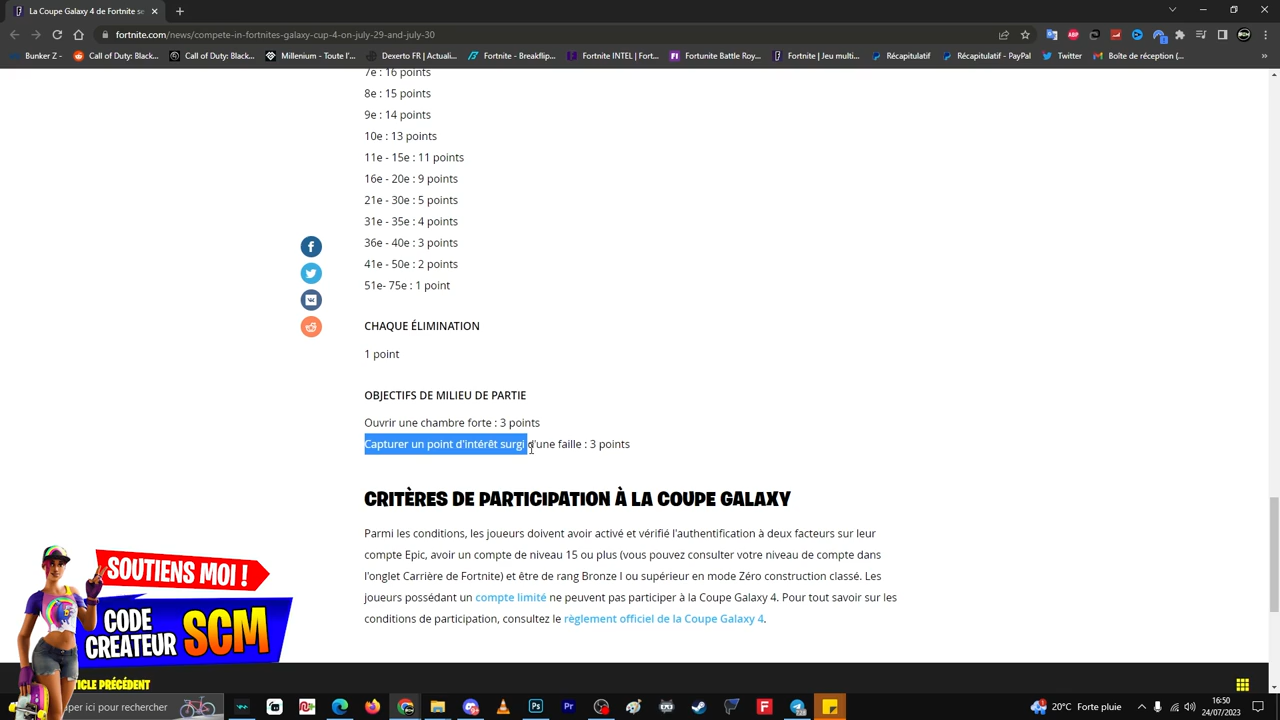 La Coupe Galaxy 4 de Fortnite se
fortnite.com/news/compete-in-fortnites-galaxy-cup-4-on-july-29-and-july-30
Bunker Z -
Call of Duty: Black...
Millenium - Toute l'...
Dexerto FR | Actuali...
Fortnite - Breakflip...
Fortnite INTEL | Fort...
Fortunite Battle Roy...
Fortnite | Jeu multi...
Récapitulatif
Récapitulatif - PayPal
Twitter
Boîte de réception (...
»
7e : 16 points
8e : 15 points
9e : 14 points
10e : 13 points
11e - 15e : 11 points
16e - 20e : 9 points
21e - 30e : 5 points
31e - 35e : 4 points
36e - 40e : 3 points
41e - 50e : 2 points
51e- 75e : 1 point
CHAQUE ÉLIMINATION
1 point
OBJECTIFS DE MILIEU DE PARTIE
Ouvrir une chambre forte : 3 points
Capturer un point d'intérêt surgi d'une faille : 3 points
CRITÈRES DE PARTICIPATION À LA COUPE GALAXY
Parmi les conditions, les joueurs doivent avoir activé et vérifié l'authentification à deux facteurs sur leur
compte Epic, avoir un compte de niveau 15 ou plus (vous pouvez consulter votre niveau de compte dans
l'onglet Carrière de Fortnite) et être de rang Bronze I ou supérieur en mode Zéro construction classé. Les
joueurs possédant un compte limité ne peuvent pas participer à la Coupe Galaxy 4. Pour tout savoir sur les
conditions de participation, consultez le règlement officiel de la Coupe Galaxy 4.
SOUTIENS MOI !
CODE
CREATEUR SCM
TICLE PRÉCÉDENT
aper ici pour rechercher
20°C Forte pluie
16:50
24/07/2023